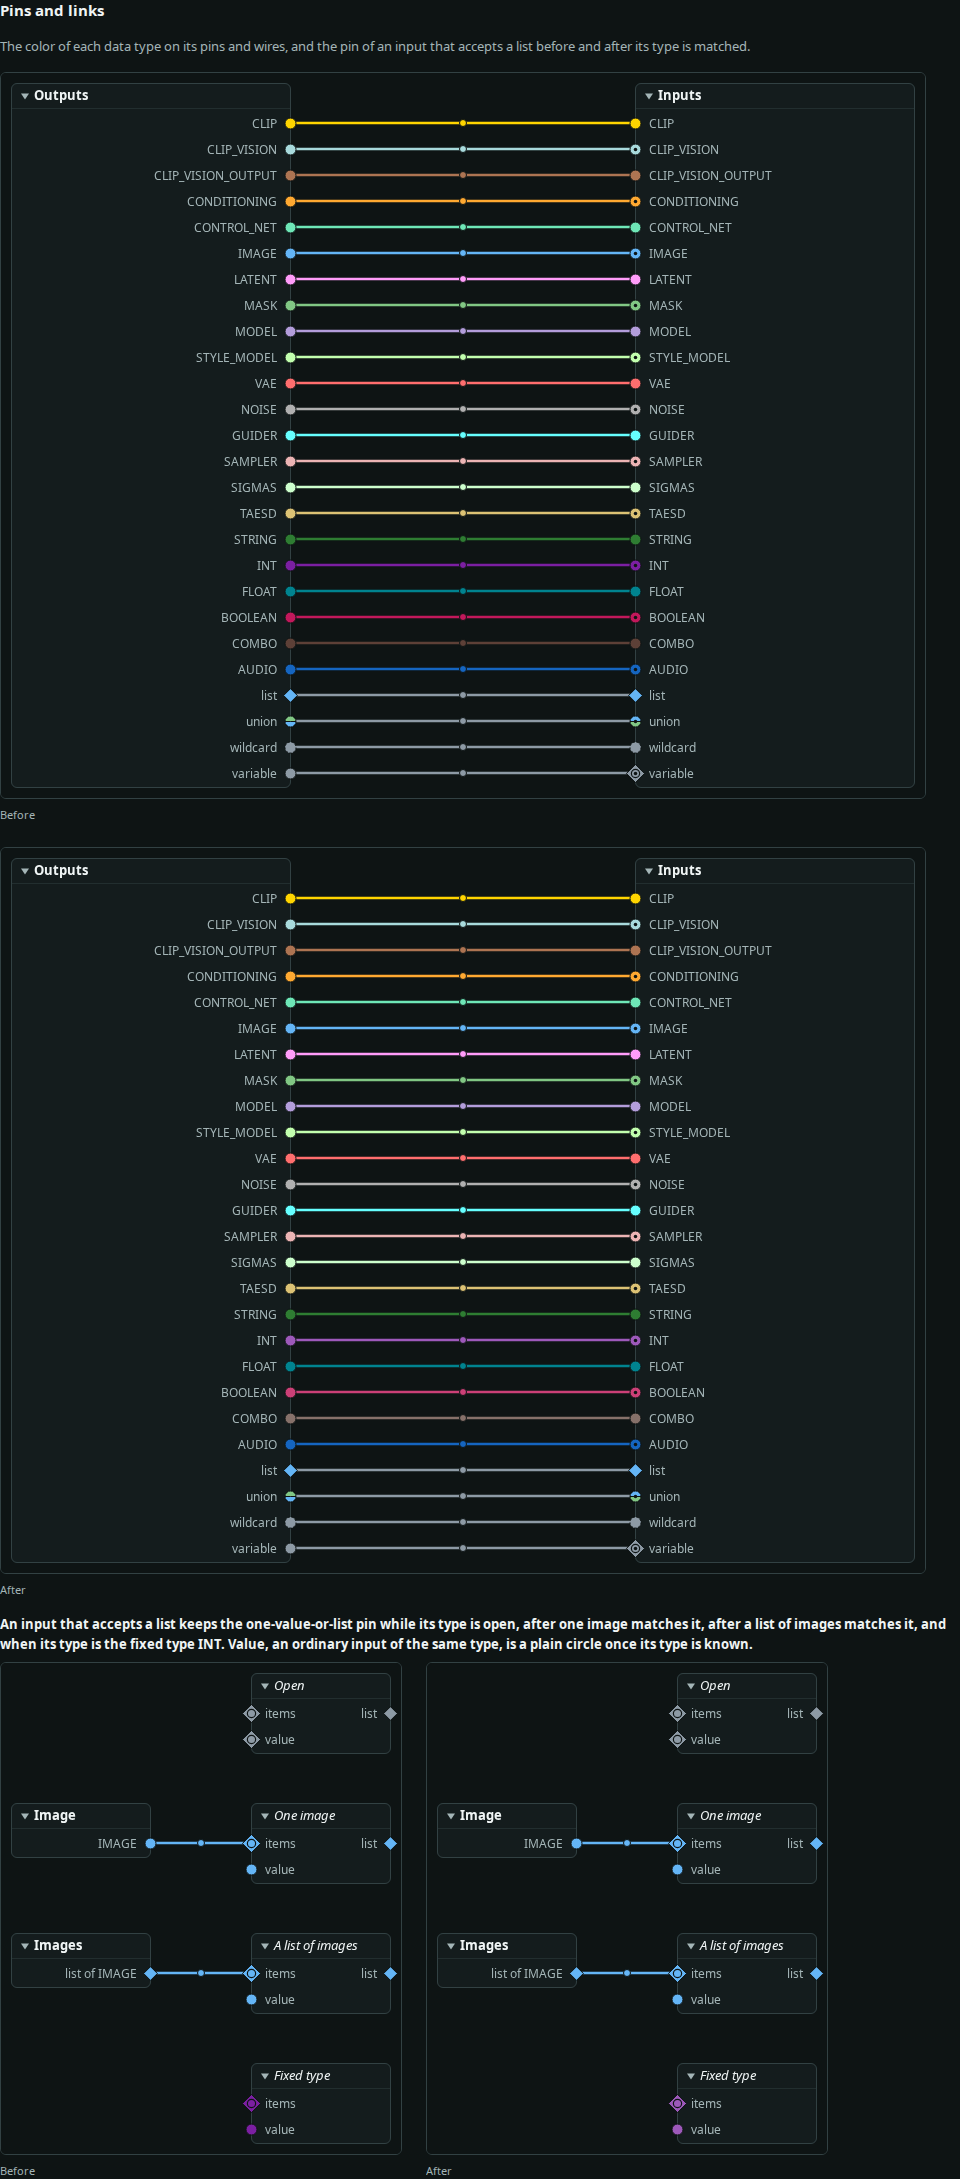 Pins and links
The color of each data type on its pins and wires, and the pin of an input that accepts a list before and after its type is matched.
Outputs
Inputs
CLIP CLIP
CLIP_VISION CLIP_VISION
CLIP_VISION_OUTPUT CLIP_VISION_OUTPUT
CONDITIONING CONDITIONING
CONTROL_NET CONTROL_NET
IMAGE IMAGE
LATENT LATENT
MASK MASK
MODEL MODEL
STYLE_MODEL STYLE_MODEL
VAE VAE
NOISE NOISE
GUIDER GUIDER
SAMPLER SAMPLER
SIGMAS SIGMAS
TAESD TAESD
STRING STRING
INT INT
FLOAT FLOAT
BOOLEAN BOOLEAN
COMBO COMBO
AUDIO AUDIO
list list
union union
wildcard wildcard
variable variable
Before
Outputs
Inputs
CLIP CLIP
CLIP_VISION CLIP_VISION
CLIP_VISION_OUTPUT CLIP_VISION_OUTPUT
CONDITIONING CONDITIONING
CONTROL_NET CONTROL_NET
IMAGE IMAGE
LATENT LATENT
MASK MASK
MODEL MODEL
STYLE_MODEL STYLE_MODEL
VAE VAE
NOISE NOISE
GUIDER GUIDER
SAMPLER SAMPLER
SIGMAS SIGMAS
TAESD TAESD
STRING STRING
INT INT
FLOAT FLOAT
BOOLEAN BOOLEAN
COMBO COMBO
AUDIO AUDIO
list list
union union
wildcard wildcard
variable variable
After
An input that accepts a list keeps the one-value-or-list pin while its type is open, after one image matches it, after a list of images matches it, and
when its type is the fixed type INT. Value, an ordinary input of the same type, is a plain circle once its type is known.
Open
items list
value
Image
IMAGE
One image
items list
value
Images
list of IMAGE
A list of images
items list
value
Fixed type
items
value
Before
Open
items list
value
Image
IMAGE
One image
items list
value
Images
list of IMAGE
A list of images
items list
value
Fixed type
items
value
After